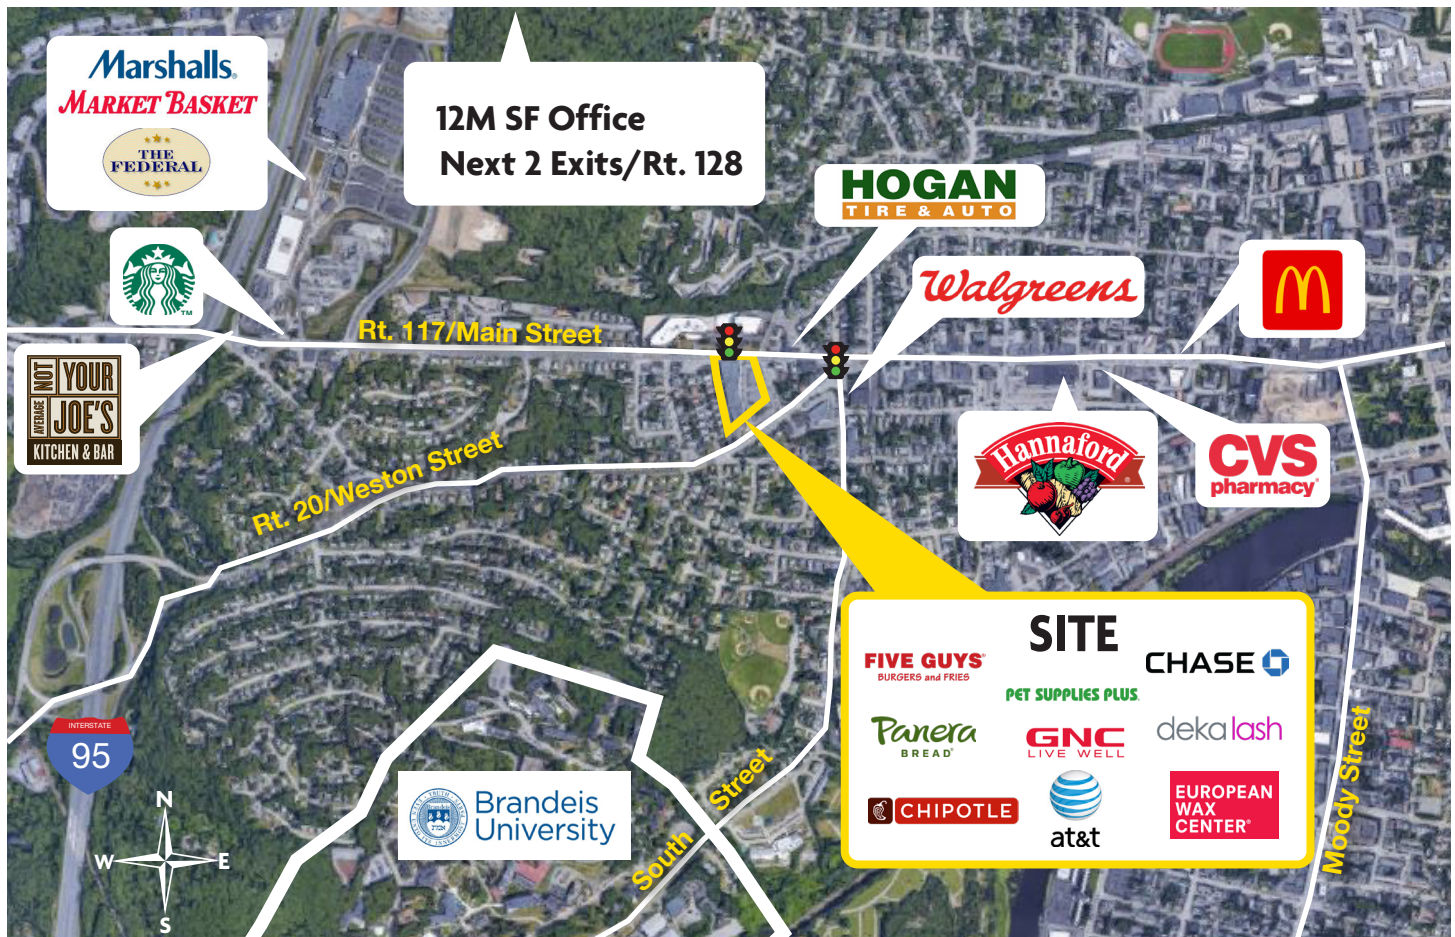 Marshalls.
MARKET BASKET
THE
FEDERAL
12M SF Office
Next 2 Exits/Rt. 128
HOGAN
TIRE & AUTO
Walgreens
TM
Rt. 117/Main Street
NOT YOUR
AVERAGE JOE'S
KITCHEN & BAR
Rt. 20/Weston Street
Hannaford
CVS
pharmacy
SITE
FIVE GUYS®
BURGERS and FRIES
CHASE
PET SUPPLIES PLUS.
Panera
BREAD®
GNC
LIVE WELL
deka lash
CHIPOTLE
at&t
EUROPEAN
WAX
CENTER®
INTERSTATE
95
N
W E
S
Brandeis
University
South Street
Moody Street